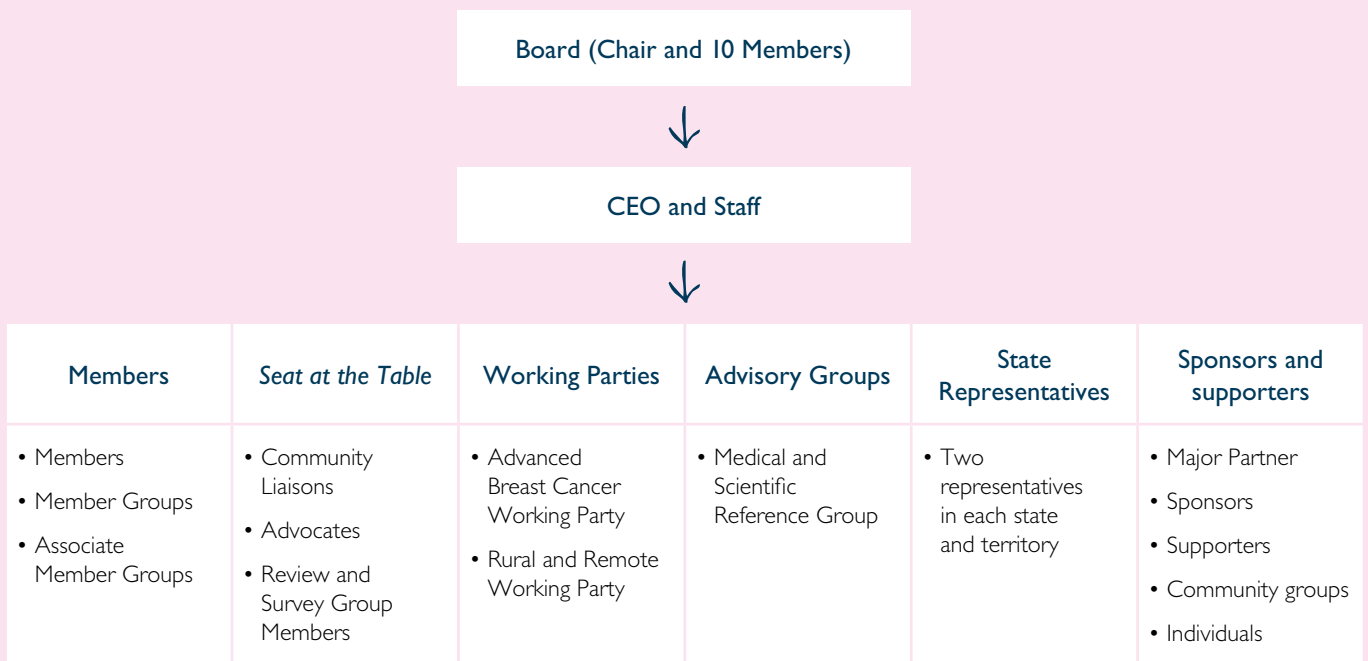 Board (Chair and 10 Members)
CEO and Staff
Members
• Members
• Member Groups
• Associate
Member Groups
Seat at the Table
• Community
Liaisons
• Advocates
• Review and
Survey Group
Members
Working Parties
• Advanced
Breast Cancer
Working Party
• Rural and Remote
Working Party
Advisory Groups
• Medical and
Scientific
Reference Group
State
Representatives
• Two
representatives
in each state
and territory
Sponsors and
supporters
• Major Partner
• Sponsors
• Supporters
• Community groups
• Individuals